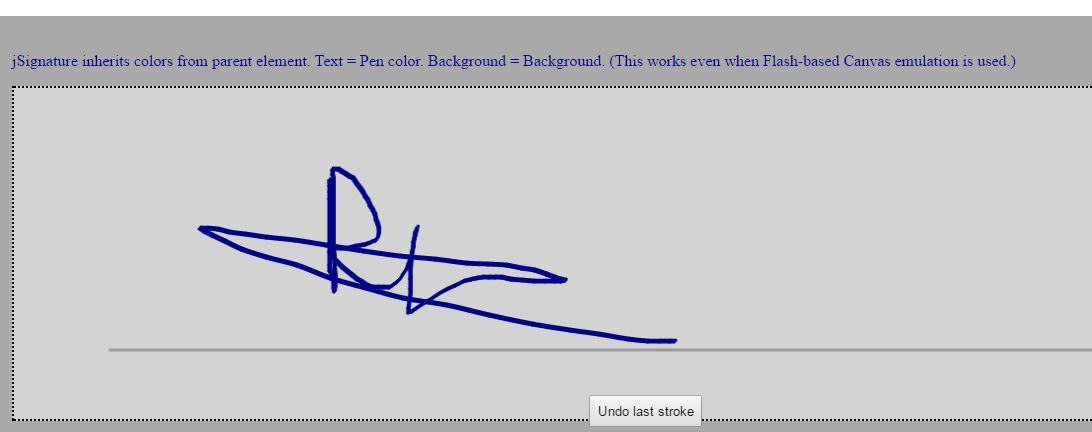 jSignature inherits colors from parent element. Text = Pen color. Background = Background. (This works even when Flash-based Canvas emulation is used.)
Undo last stroke